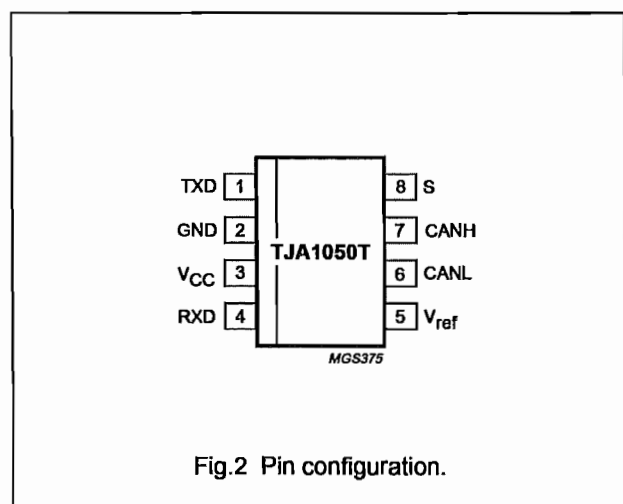 TXD 1
GND 2
VCC 3
RXD 4
TJA1050T
8 S
7 CANH
6 CANL
5 Vref
MGS375
Fig.2 Pin configuration.